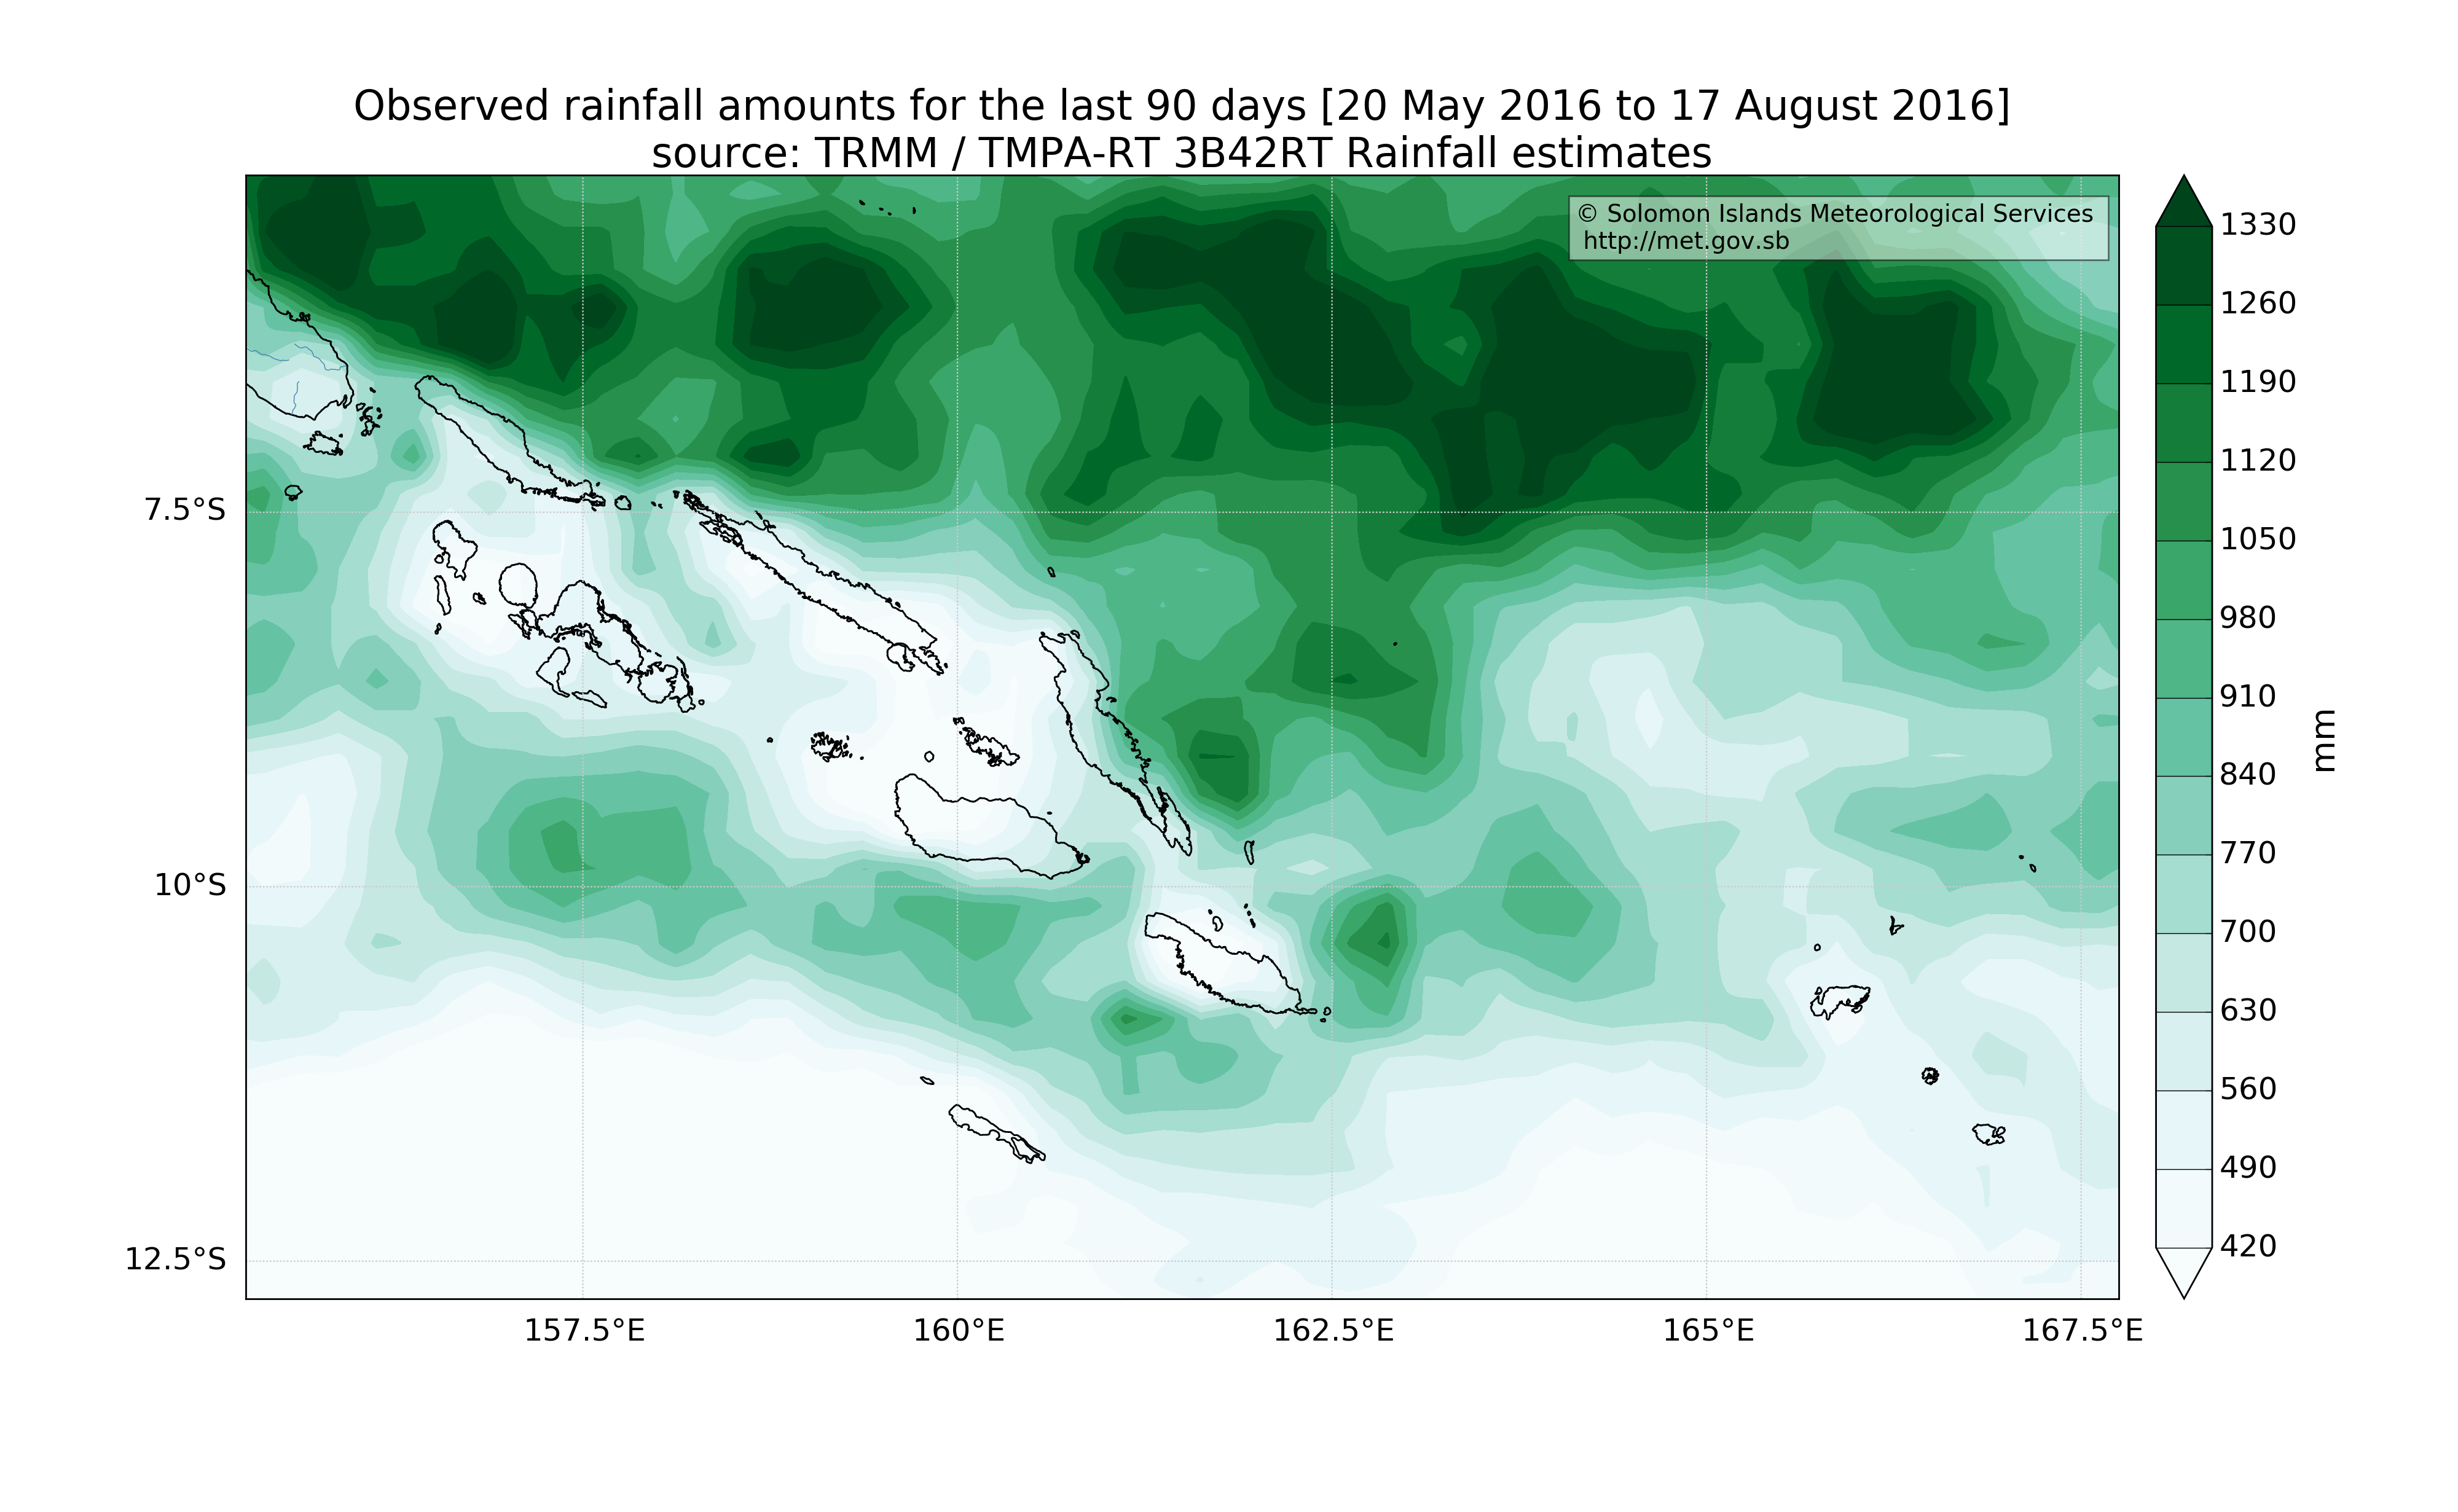 Observed rainfall amounts for the last 90 days [20 May 2016 to 17 August 2016]
source: TRMM / TMPA-RT 3B42RT Rainfall estimates
© Solomon Islands Meteorological Services
http://met.gov.sb
7.5°S
10°S
12.5°S
157.5°E
160°E
162.5°E
165°E
167.5°E
1330
1260
1190
1120
1050
980
910
840
770
700
630
560
490
420
mm